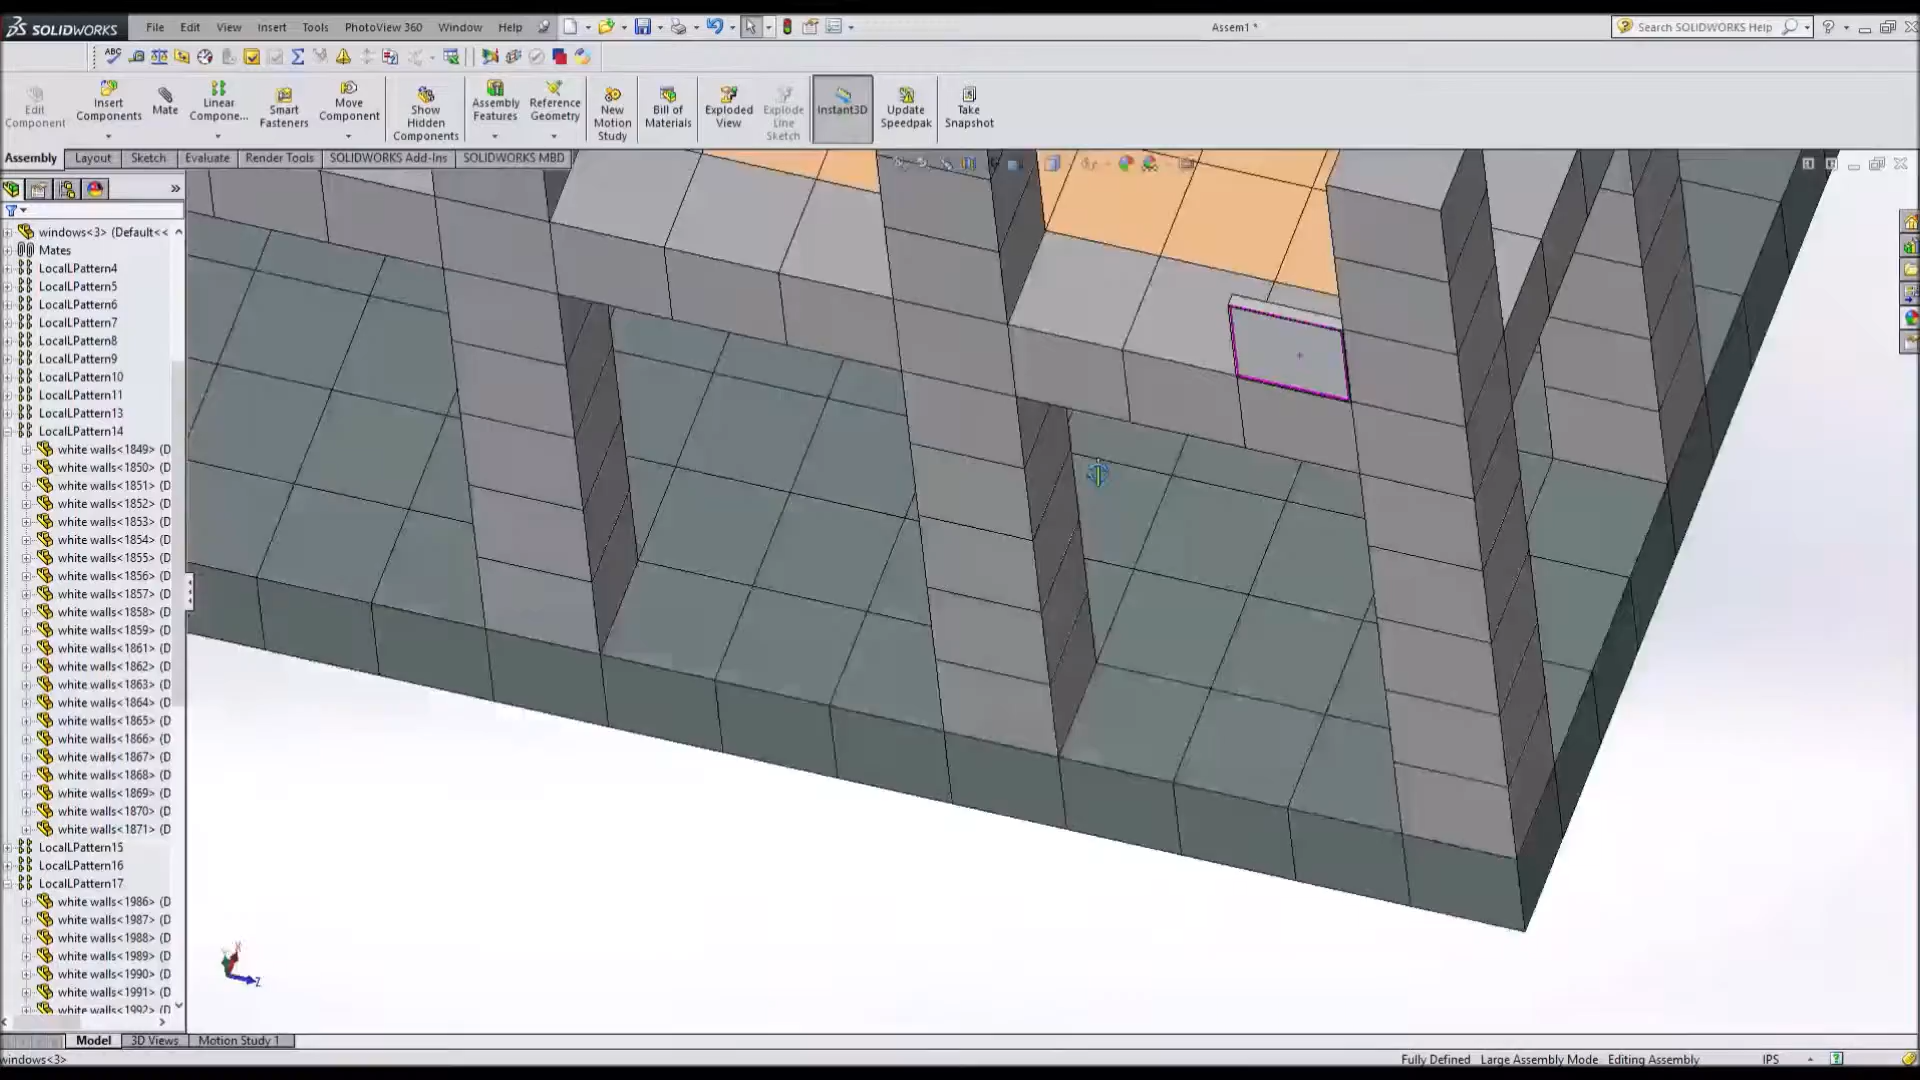 SOLIDWORKS
File Edit View Insert Tools PhotoView 360 Window Help
Assem1 *
Search SOLIDWORKS Help
Edit Component
Insert Components
Mate
Linear Compone...
Smart Fasteners
Move Component
Show Hidden Components
Assembly Features
Reference Geometry
New Motion Study
Bill of Materials
Exploded View
Explode Line Sketch
Instant3D
Update Speedpak
Take Snapshot
Assembly Layout Sketch Evaluate Render Tools SOLIDWORKS Add-Ins SOLIDWORKS MBD
windows<3> (Default<<
Mates
LocalLPattern4
LocalLPattern5
LocalLPattern6
LocalLPattern7
LocalLPattern8
LocalLPattern9
LocalLPattern10
LocalLPattern11
LocalLPattern13
LocalLPattern14
white walls<1849> (D
white walls<1850> (D
white walls<1851> (D
white walls<1852> (D
white walls<1853> (D
white walls<1854> (D
white walls<1855> (D
white walls<1856> (D
white walls<1857> (D
white walls<1858> (D
white walls<1859> (D
white walls<1861> (D
white walls<1862> (D
white walls<1863> (D
white walls<1864> (D
white walls<1865> (D
white walls<1866> (D
white walls<1867> (D
white walls<1868> (D
white walls<1869> (D
white walls<1870> (D
white walls<1871> (D
LocalLPattern15
LocalLPattern16
LocalLPattern17
white walls<1986> (D
white walls<1987> (D
white walls<1988> (D
white walls<1989> (D
white walls<1990> (D
white walls<1991> (D
white walls<1992> (D
X
Z
Model 3D Views Motion Study 1
windows<3>
Fully Defined Large Assembly Mode Editing Assembly IPS